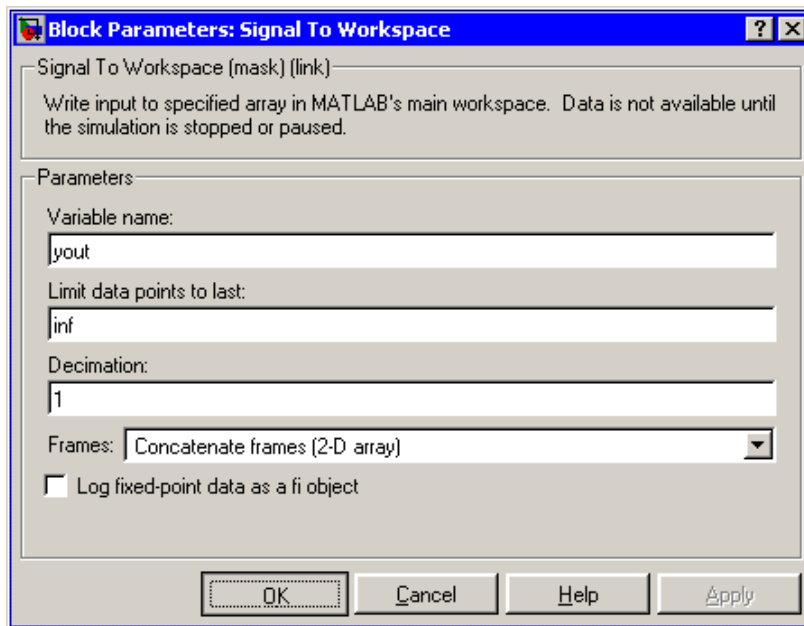 Block Parameters: Signal To Workspace
Signal To Workspace (mask) (link)
Write input to specified array in MATLAB's main workspace.  Data is not available until
the simulation is stopped or paused.
Parameters
Variable name:
yout
Limit data points to last:
inf
Decimation:
1
Frames: Concatenate frames (2-D array)
Log fixed-point data as a fi object
OK Cancel Help Apply